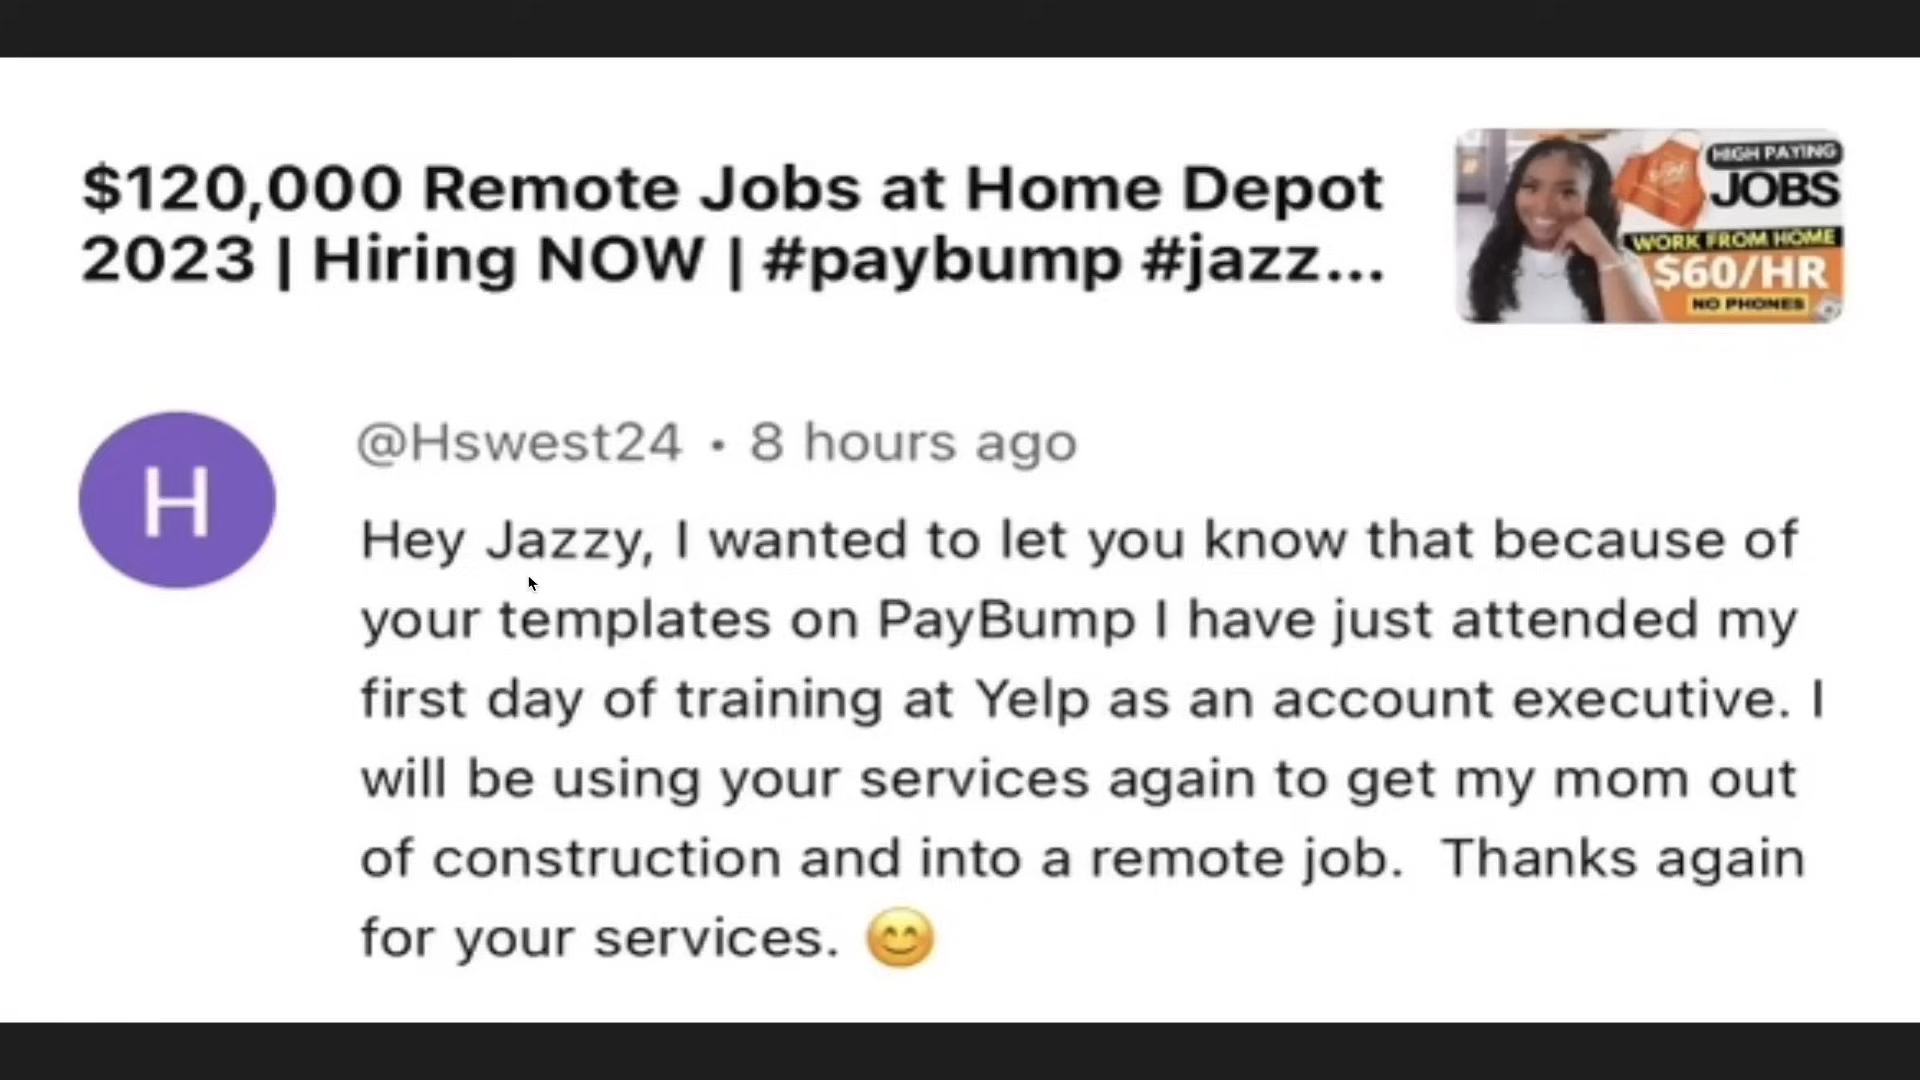 $120,000 Remote Jobs at Home Depot
2023 | Hiring NOW | #paybump #jazz...
HIGH PAYING
JOBS
WORK FROM HOME
$60/HR
NO PHONES
H
@Hswest24 • 8 hours ago
Hey Jazzy, I wanted to let you know that because of
your templates on PayBump I have just attended my
first day of training at Yelp as an account executive. I
will be using your services again to get my mom out
of construction and into a remote job.  Thanks again
for your services. 😊